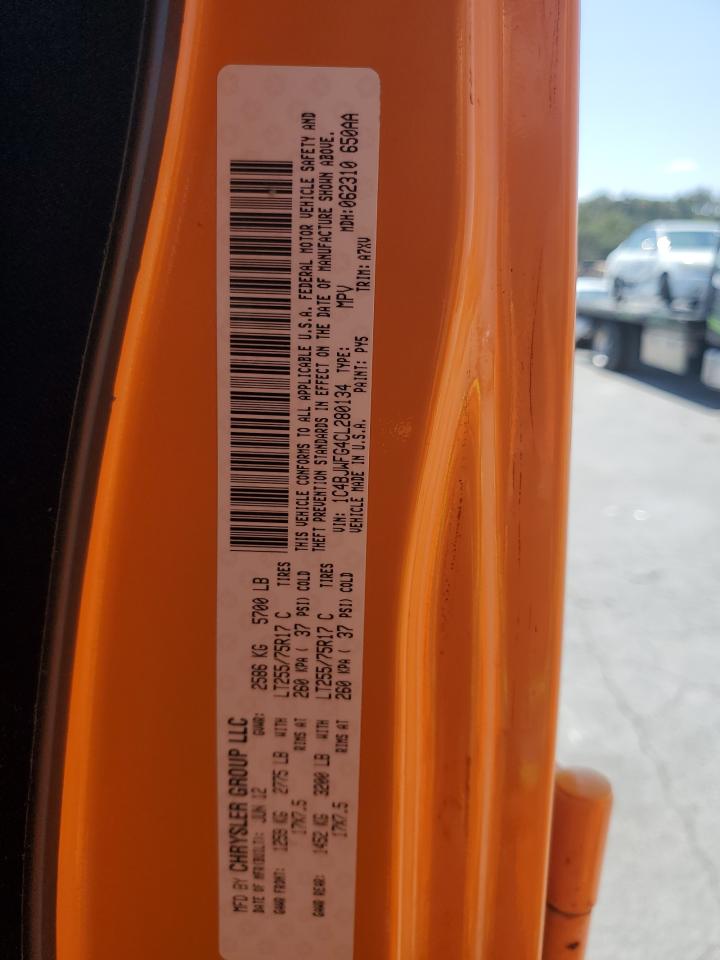 MFD BY CHRYSLER GROUP LLC
DATE OF MFR(BUILT): JUN 12 GVWR: 2586 KG 5700 LB
GAWR FRONT: 1259 KG 2775 LB WITH LT255/75R17 C TIRES
17X7.5 RIMS AT 260 KPA ( 37 PSI) COLD
GAWR REAR: 1452 KG 3200 LB WITH LT255/75R17 C TIRES
17X7.5 RIMS AT 260 KPA ( 37 PSI) COLD
THIS VEHICLE CONFORMS TO ALL APPLICABLE U.S.A. FEDERAL MOTOR VEHICLE SAFETY AND
THEFT PREVENTION STANDARDS IN EFFECT ON THE DATE OF MANUFACTURE SHOWN ABOVE.
VIN: 1C4BJWFG4CL280134 TYPE: MPV MDH:062310 650AA
VEHICLE MADE IN U.S.A. PAINT: PY5 TRIM: A7XV